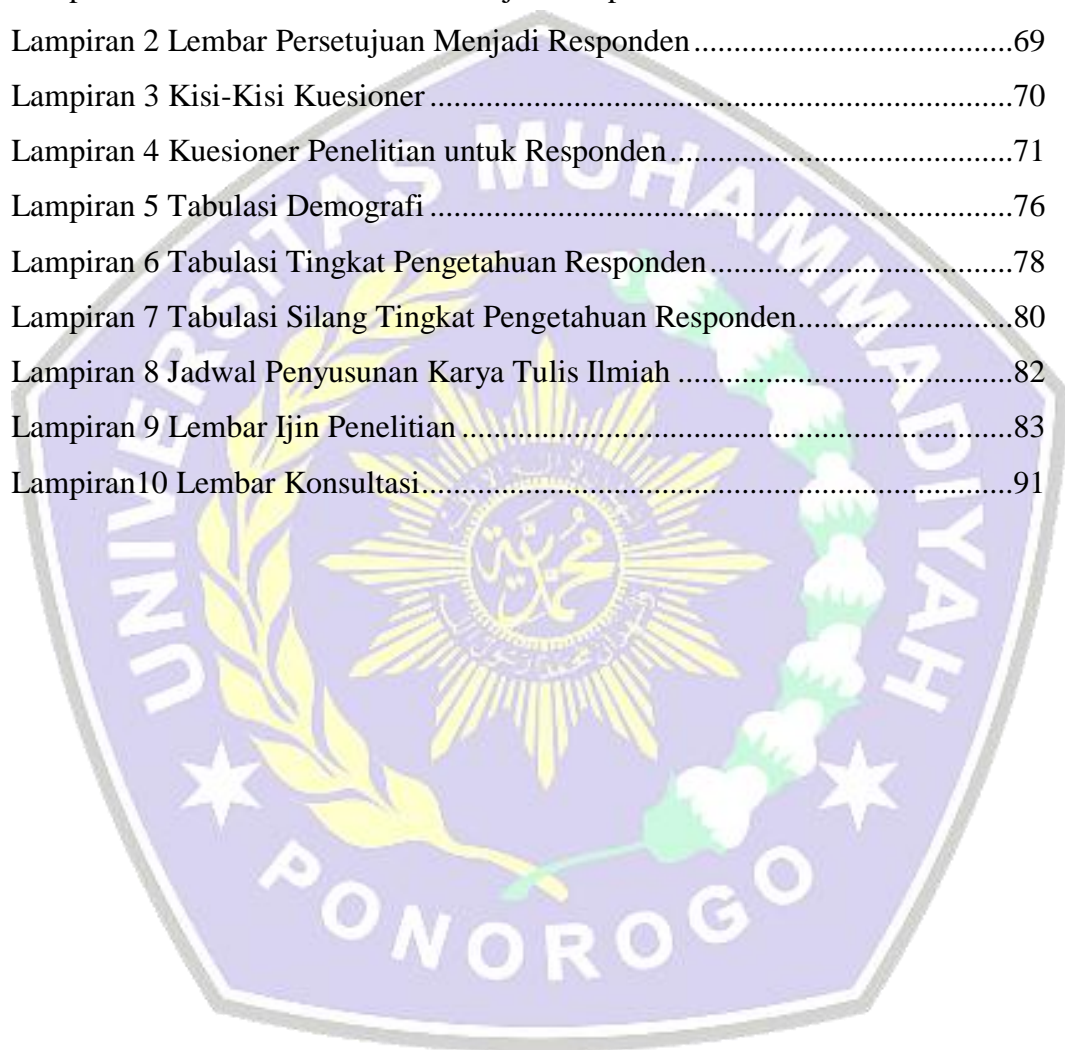 Lampiran 2 Lembar Persetujuan Menjadi Responden......................................69
Lampiran 3 Kisi-Kisi Kuesioner.....................................................................70
Lampiran 4 Kuesioner Penelitian untuk Responden.........................................71
Lampiran 5 Tabulasi Demografi.....................................................................76
Lampiran 6 Tabulasi Tingkat Pengetahuan Responden....................................78
Lampiran 7 Tabulasi Silang Tingkat Pengetahuan Responden..........................80
Lampiran 8 Jadwal Penyusunan Karya Tulis Ilmiah ........................................82
Lampiran 9 Lembar Ijin Penelitian.................................................................83
Lampiran10 Lembar Konsultasi......................................................................91
UNIVERSITAS MUHAMMADIYAH
PONOROGO
محمدية